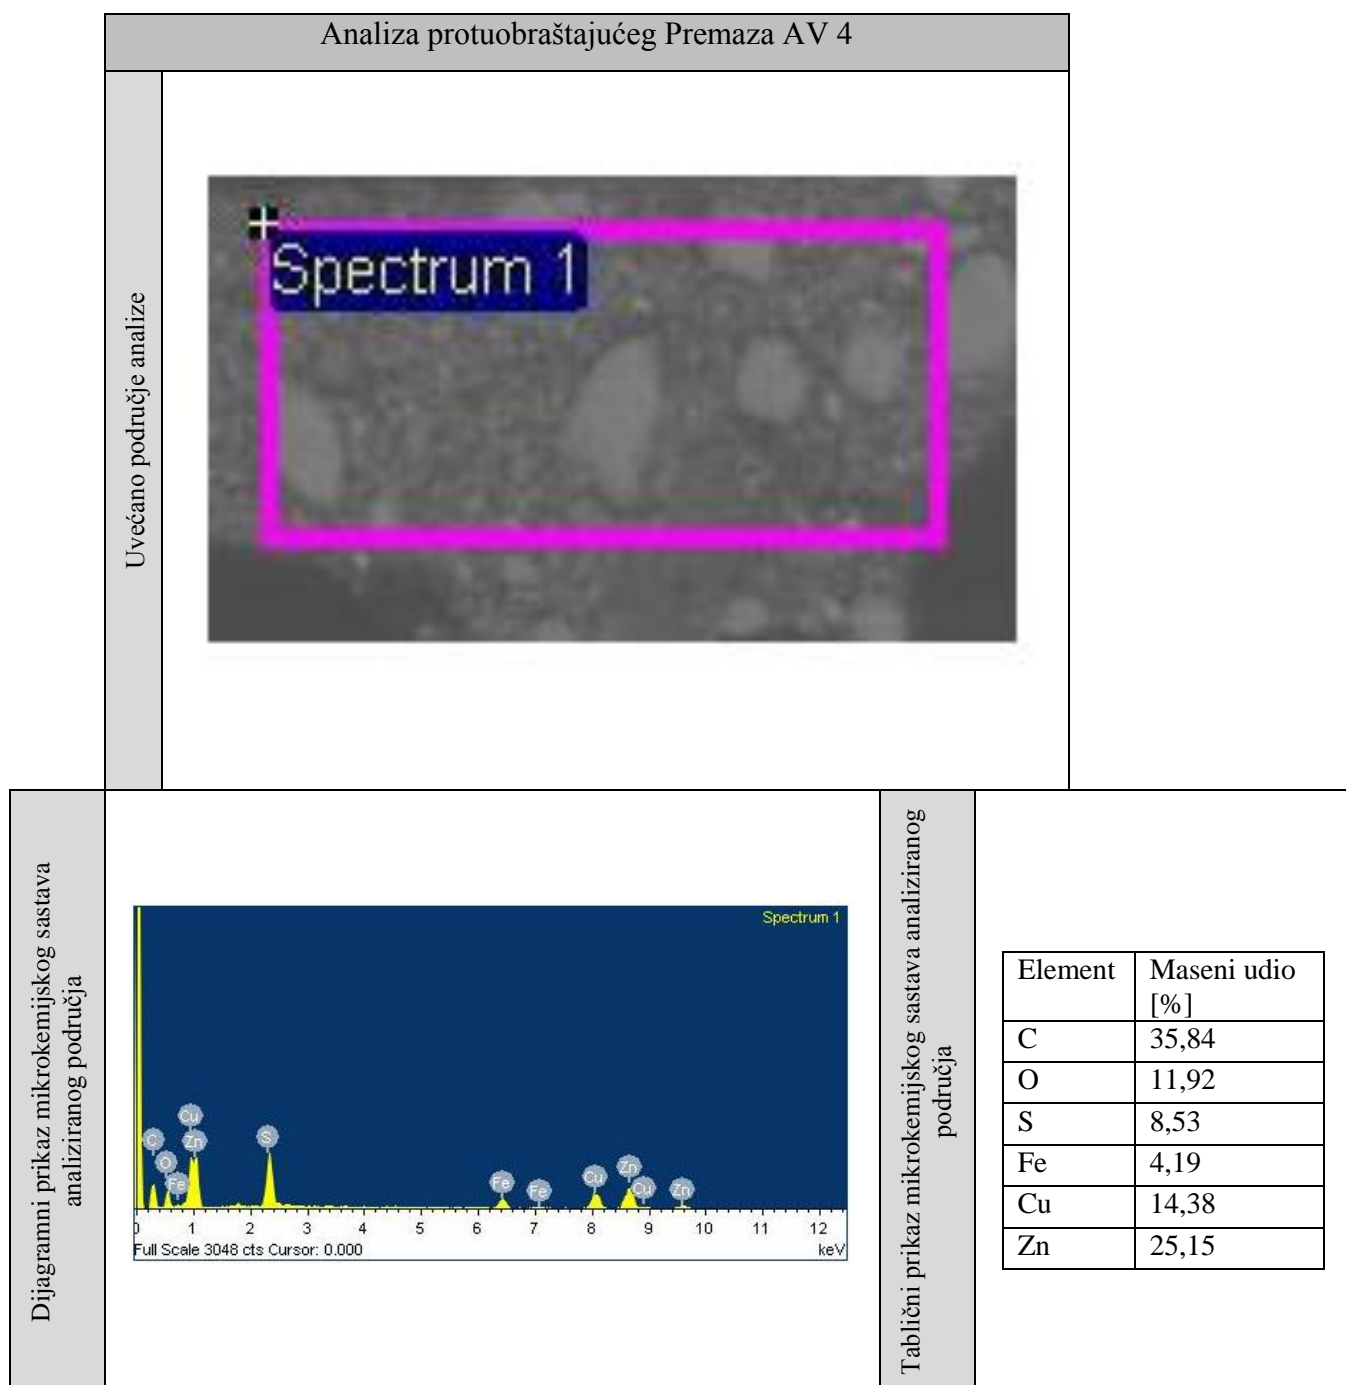 Analiza protuobraštajućeg Premaza AV 4
Uvećano područje analize
Spectrum 1
Dijagramni prikaz mikrokemijskog sastava
analiziranog područja
Spectrum 1
Cu
C
Zn
S
O
Fe
Fe
Fe
Cu
Zn
Cu
Zn
0 1 2 3 4 5 6 7 8 9 10 11 12
Full Scale 3048 cts Cursor: 0.000 keV
Tablični prikaz mikrokemijskog sastava analiziranog
područja
Element Maseni udio
[%]
C 35,84
O 11,92
S 8,53
Fe 4,19
Cu 14,38
Zn 25,15